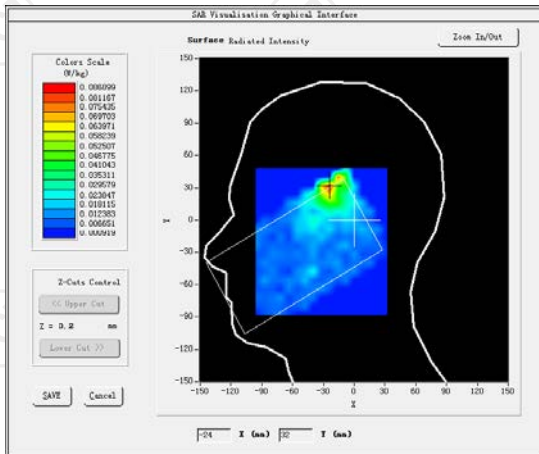 SAR Visualisation Graphical Interface
Surface Radiated Intensity
Zoom In/Out
Colors Scale
(W/kg)
0.086899
0.081167
0.075435
0.069703
0.063971
0.058239
0.052507
0.046775
0.041043
0.035311
0.029579
0.023847
0.018115
0.012383
0.006651
0.000919
Z-Cuts Control
<< Upper Cut
Z = 0.2 mm
Lower Cut >>
SAVE
Cancel
150
120
90
60
30
0
-30
-60
-90
-120
-150
Y
-150 -120 -90 -60 -30 0 30 60 90 120 150
X
-24 X (mm) 32 Y (mm)